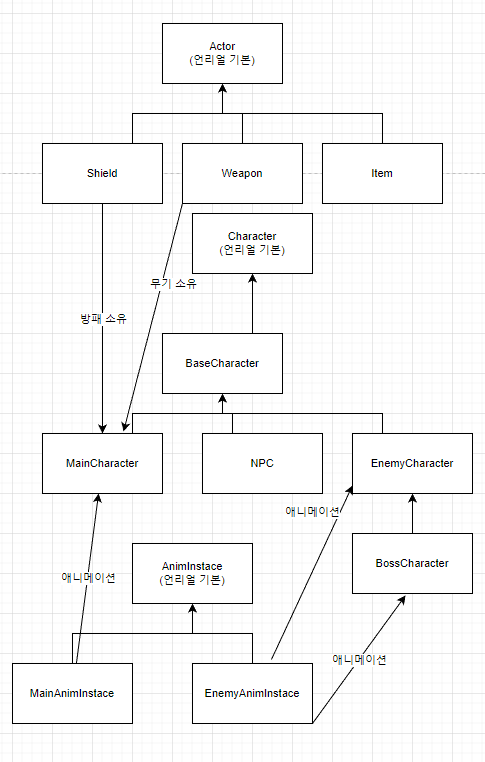 Actor
(언리얼 기본)
Shield
Weapon
Item
Character
(언리얼 기본)
무기 소유
방패 소유
BaseCharacter
MainCharacter
NPC
EnemyCharacter
애니메이션
AnimInstace
(언리얼 기본)
BossCharacter
애니메이션
애니메이션
MainAnimInstace
EnemyAnimInstace